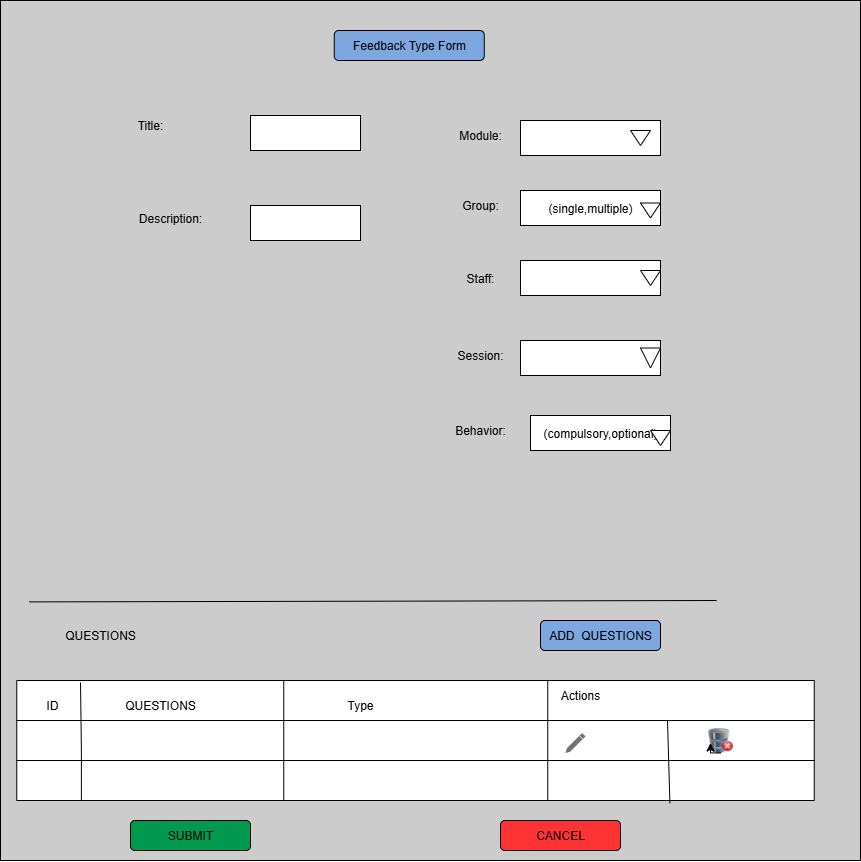 Feedback Type Form
Title:
Module:
Group:
(single,multiple)
Description:
Staff:
Session:
Behavior:
(compulsory,optional
QUESTIONS
ADD QUESTIONS
ID
QUESTIONS
Type
Actions
SUBMIT
CANCEL